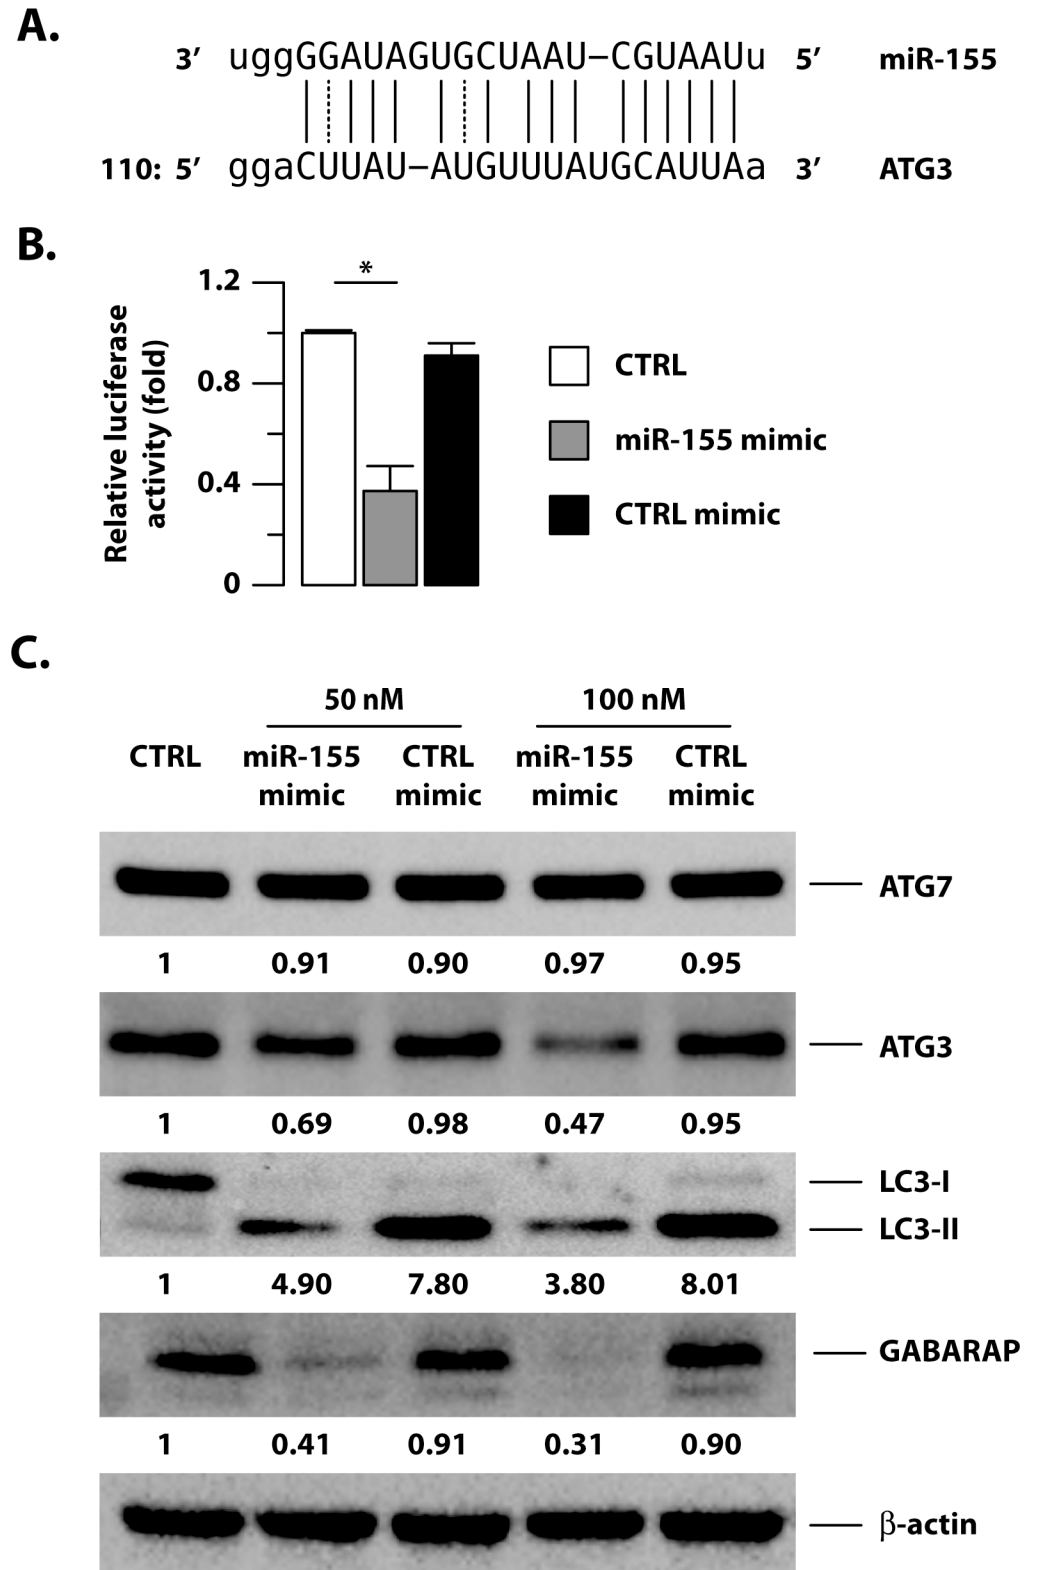 A.
3′ uggGGAUAGUGCUAAU–CGUAAUu 5′ miR-155
110: 5′ ggaCUUAU–AUGUUUAUGCAUUAa 3′ ATG3
B.
*
1.2
0.8
0.4
0
Relative luciferase
activity (fold)
CTRL
miR-155 mimic
CTRL mimic
C.
50 nM 100 nM
CTRL miR-155 CTRL miR-155 CTRL
mimic mimic mimic mimic
ATG7
1 0.91 0.90 0.97 0.95
ATG3
1 0.69 0.98 0.47 0.95
LC3-I
LC3-II
1 4.90 7.80 3.80 8.01
GABARAP
1 0.41 0.91 0.31 0.90
β-actin